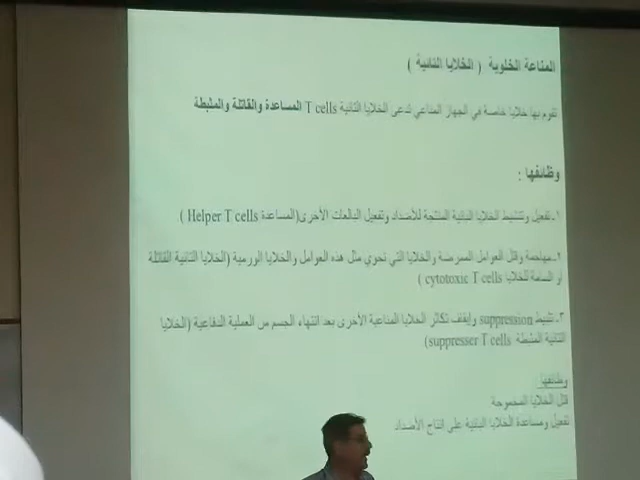 المناعة الخلوية ( الخلايا التائية )
تقوم بها خلايا خاصة في الجهاز المناعي تدعى الخلايا التائية T cells المساعدة والقاتلة والمثبطة
وظائفها :
١- تفعيل وتنشيط الخلايا البائية المنتجة للأضداد وتفعيل البالعات الأخرى(المساعدة Helper T cells )
٢- مهاجمة وقتل العوامل الممرضة والخلايا التي تحوي مثل هذه العوامل والخلايا الورمية (الخلايا التائية القاتلة
أو السامة للخلايا cytotoxic T cells )
٣- تثبيط suppression وإيقاف تكاثر الخلايا المناعية الأخرى بعد انتهاء الجسم من العملية الدفاعية (الخلايا
التائية المثبطة suppresser T cells)
وظائفها
قتل الخلايا المخموجة
تفعيل ومساعدة الخلايا البائية على انتاج الأضداد